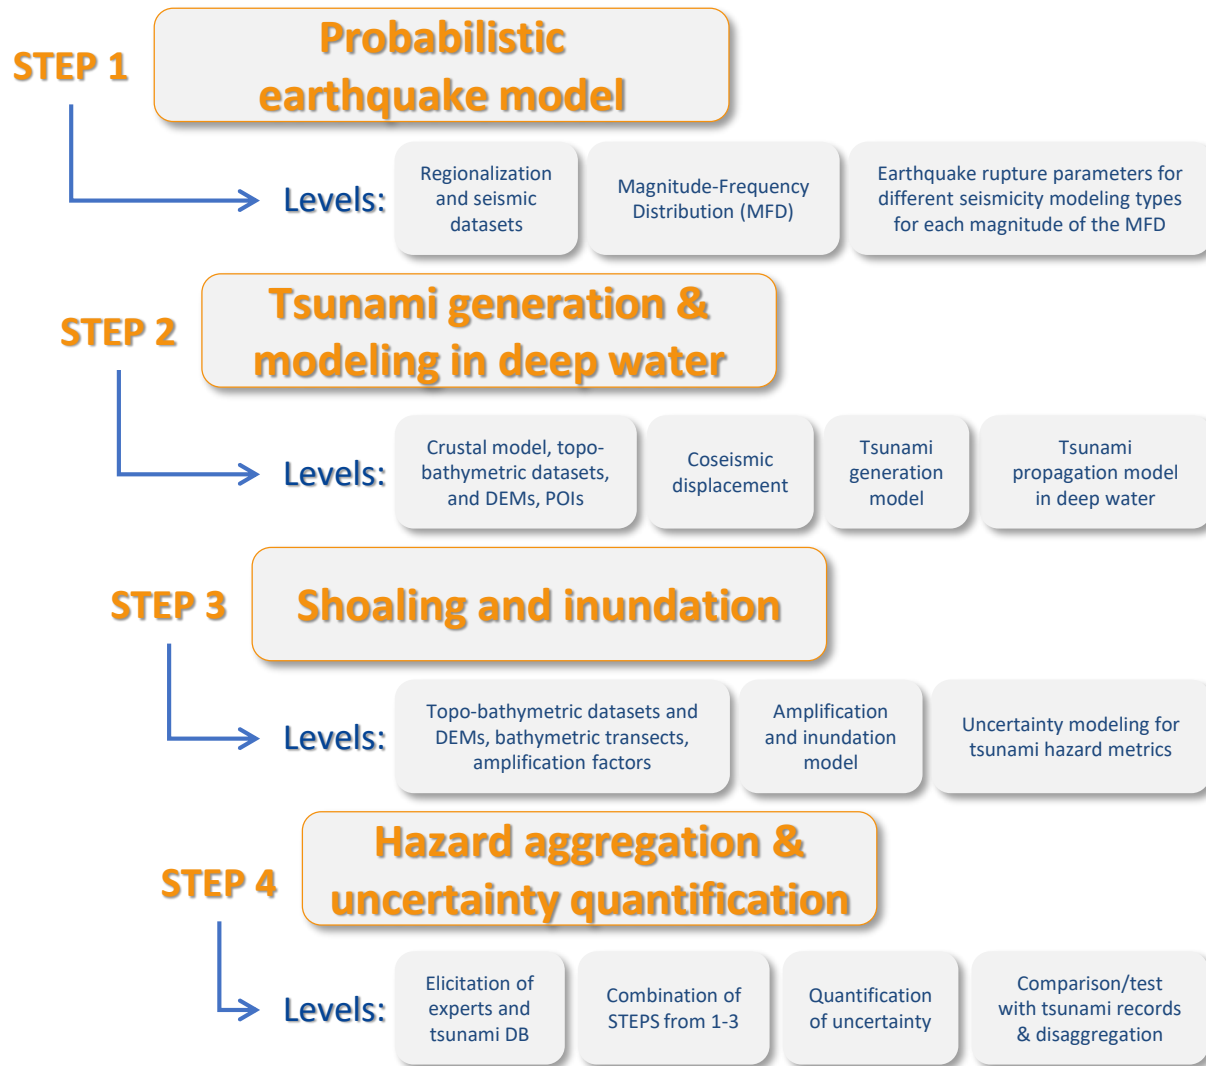 STEP 1
Probabilistic
earthquake model
Levels:
Regionalization
and seismic
datasets
Magnitude-Frequency
Distribution (MFD)
Earthquake rupture parameters for
different seismicity modeling types
for each magnitude of the MFD
STEP 2
Tsunami generation &
modeling in deep water
Levels:
Crustal model, topo-
bathymetric datasets,
and DEMs, POIs
Coseismic
displacement
Tsunami
generation
model
Tsunami
propagation model
in deep water
STEP 3
Shoaling and inundation
Levels:
Topo-bathymetric datasets and
DEMs, bathymetric transects,
amplification factors
Amplification
and inundation
model
Uncertainty modeling for
tsunami hazard metrics
STEP 4
Hazard aggregation &
uncertainty quantification
Levels:
Elicitation of
experts and
tsunami DB
Combination of
STEPS from 1-3
Quantification
of uncertainty
Comparison/test
with tsunami records
& disaggregation